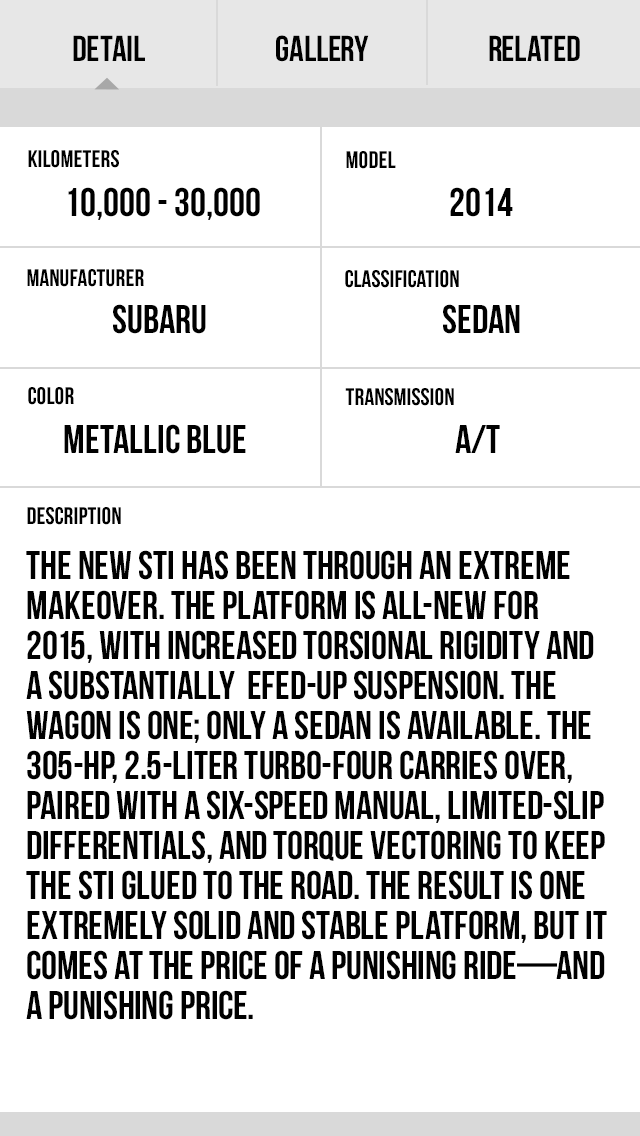 DETAIL
GALLERY
RELATED
KILOMETERS
10,000 - 30,000
MODEL
2014
MANUFACTURER
SUBARU
CLASSIFICATION
SEDAN
COLOR
METALLIC BLUE
TRANSMISSION
A/T
DESCRIPTION
THE NEW STI HAS BEEN THROUGH AN EXTREME
MAKEOVER. THE PLATFORM IS ALL-NEW FOR
2015, WITH INCREASED TORSIONAL RIGIDITY AND
A SUBSTANTIALLY  EFED-UP SUSPENSION. THE
WAGON IS ONE; ONLY A SEDAN IS AVAILABLE. THE
305-HP, 2.5-LITER TURBO-FOUR CARRIES OVER,
PAIRED WITH A SIX-SPEED MANUAL, LIMITED-SLIP
DIFFERENTIALS, AND TORQUE VECTORING TO KEEP
THE STI GLUED TO THE ROAD. THE RESULT IS ONE
EXTREMELY SOLID AND STABLE PLATFORM, BUT IT
COMES AT THE PRICE OF A PUNISHING RIDE—AND
A PUNISHING PRICE.